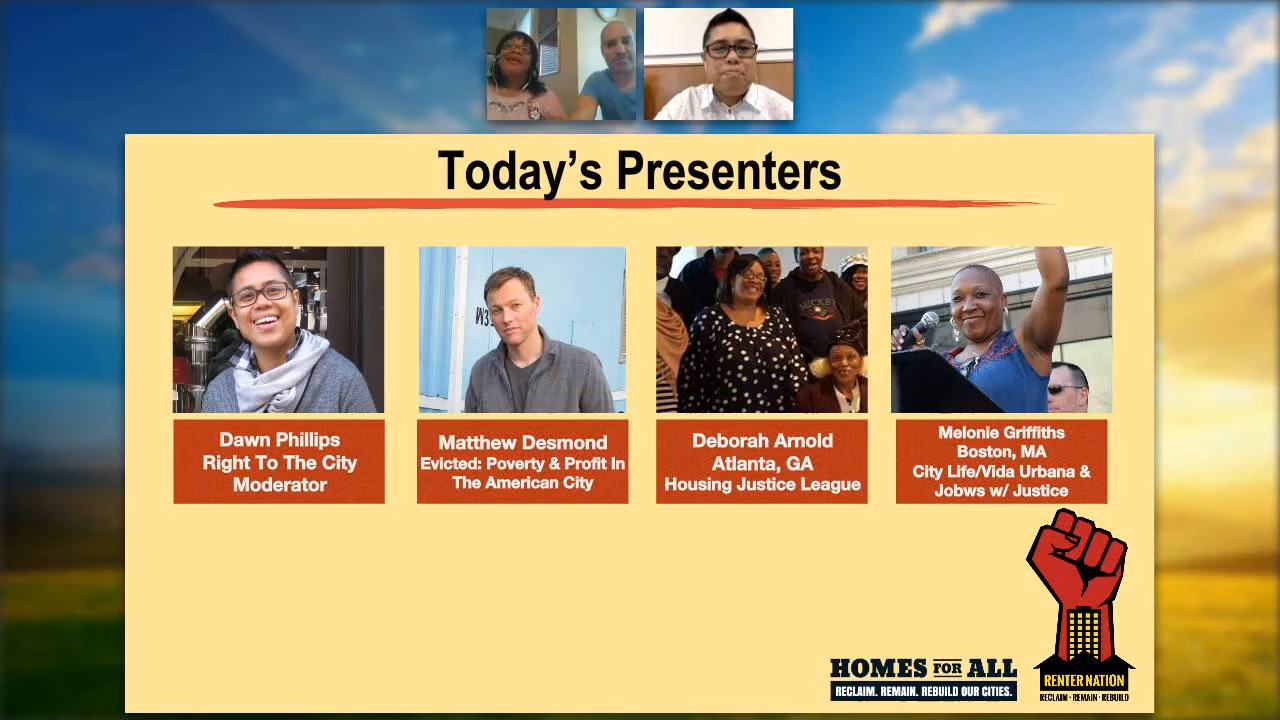 Today's Presenters
W3
MICKEY
Dawn Phillips
Right To The City
Moderator
Matthew Desmond
Evicted: Poverty & Profit In
The American City
Deborah Arnold
Atlanta, GA
Housing Justice League
Melonie Griffiths
Boston, MA
City Life/Vida Urbana &
Jobws w/ Justice
HOMES FOR ALL
RECLAIM. REMAIN. REBUILD OUR CITIES.
RENTER NATION
RECLAIM · REMAIN · REBUILD